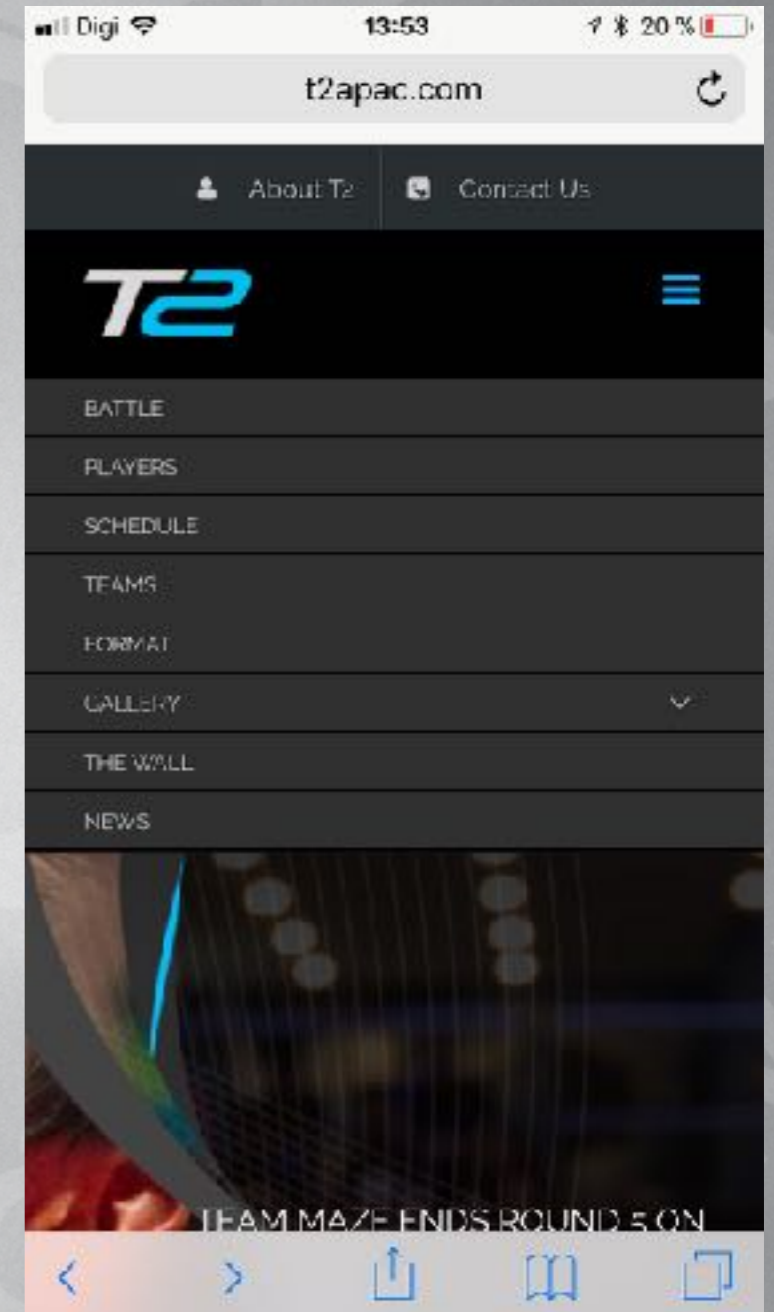 Digi 13:53 20 %
t2apac.com
About T2 Contact Us
T2
BATTLE
PLAYERS
SCHEDULE
TEAMS
FORMAT
GALLERY
THE WALL
NEWS
TEAM MAZE ENDS ROUND 5 ON